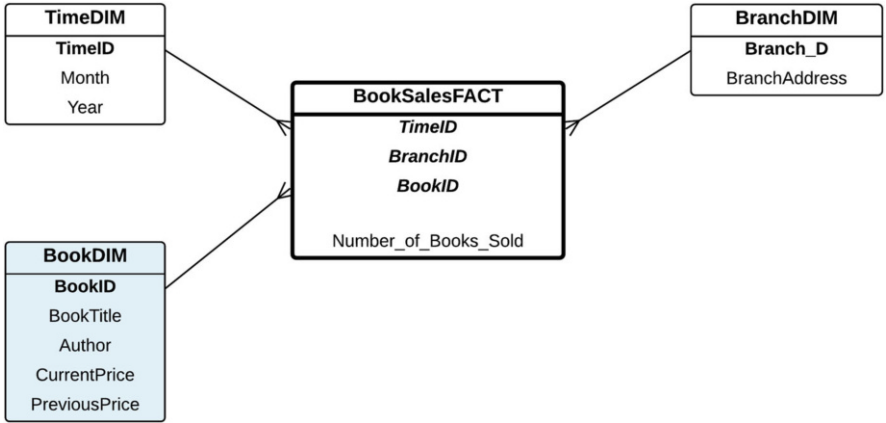 TimeDIM
TimeID
Month
Year
BookSalesFACT
TimeID
BranchID
BookID
Number_of_Books_Sold
BranchDIM
Branch_D
BranchAddress
BookDIM
BookID
BookTitle
Author
CurrentPrice
PreviousPrice